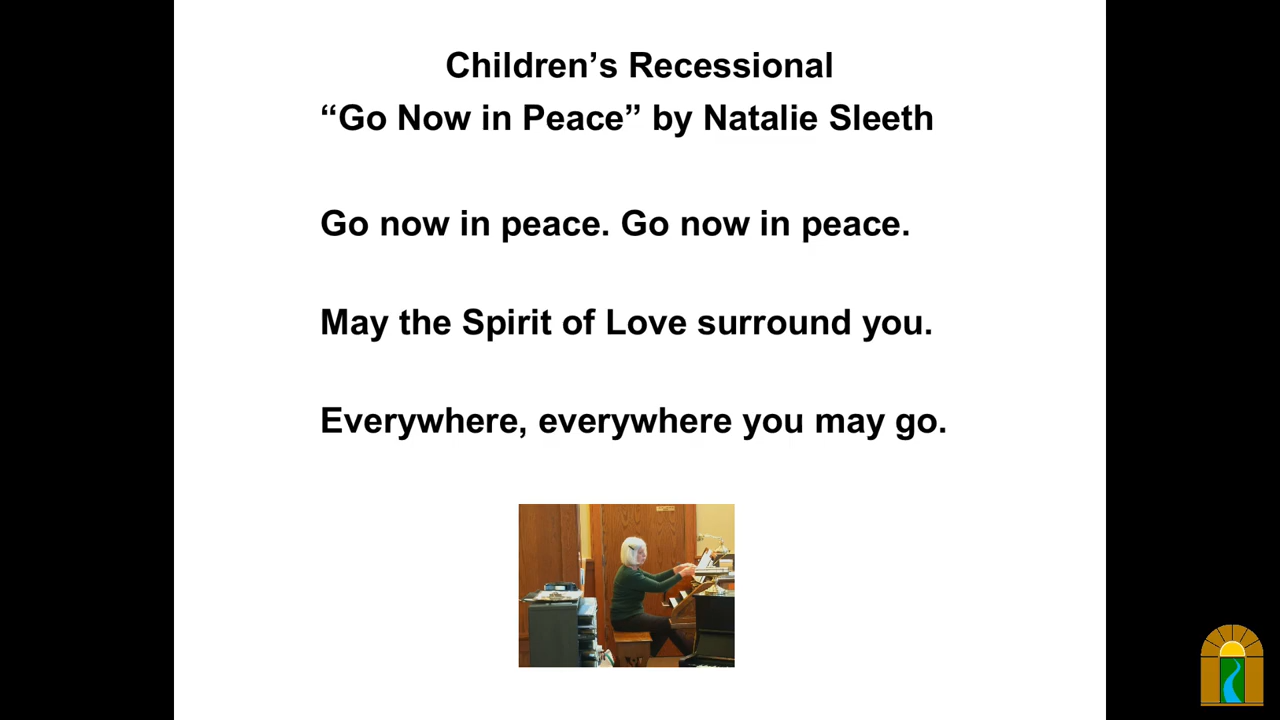 Children’s Recessional
“Go Now in Peace” by Natalie Sleeth
Go now in peace. Go now in peace.
May the Spirit of Love surround you.
Everywhere, everywhere you may go.